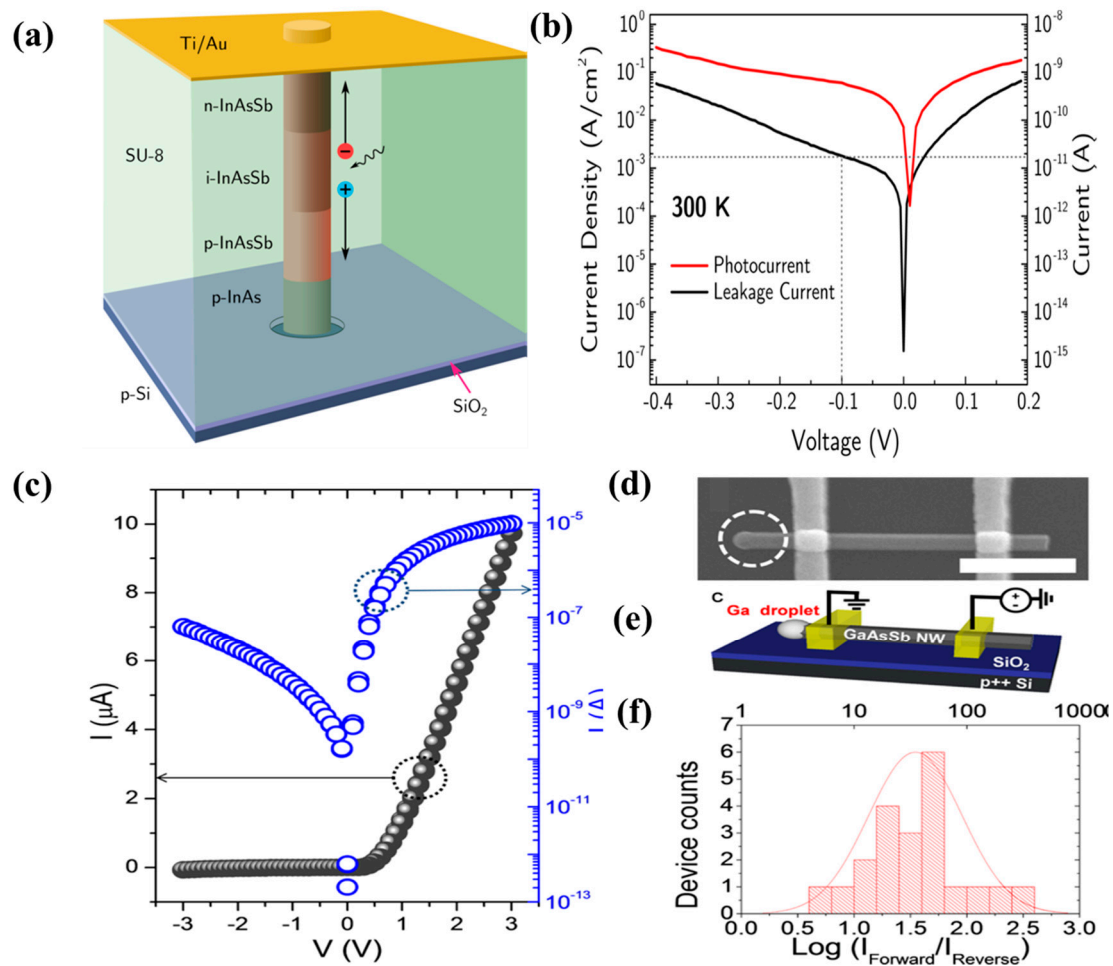 (a)
Ti/Au
n-InAsSb
SU-8
i-InAsSb
p-InAsSb
p-InAs
p-Si
SiO2
(b)
Current Density (A/cm²)
10⁰
10⁻¹
10⁻²
10⁻³
10⁻⁴
10⁻⁵
10⁻⁶
10⁻⁷
300 K
Photocurrent
Leakage Current
10⁻⁸
10⁻⁹
10⁻¹⁰
10⁻¹¹
10⁻¹²
10⁻¹³
10⁻¹⁴
10⁻¹⁵
Current (A)
-0.4 -0.3 -0.2 -0.1 0.0 0.1 0.2
Voltage (V)
(c)
I (μA)
10
8
6
4
2
0
10⁻⁵
10⁻⁷
10⁻⁹
10⁻¹¹
10⁻¹³
I (A)
-3 -2 -1 0 1 2 3
V (V)
(d)
(e)
C
Ga droplet
GaAsSb NW
SiO2
p++ Si
(f)
1 10 100 1000
Device counts
7
6
5
4
3
2
1
0
0.0 0.5 1.0 1.5 2.0 2.5 3.0
Log (IForward/IReverse)